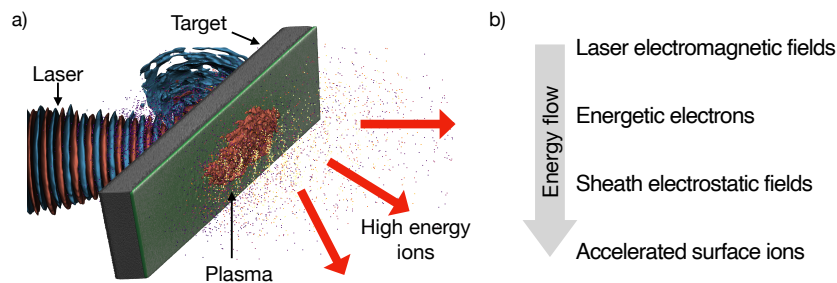 a)
Target
Laser
High energy
ions
Plasma
b)
Energy flow
Laser electromagnetic fields
Energetic electrons
Sheath electrostatic fields
Accelerated surface ions